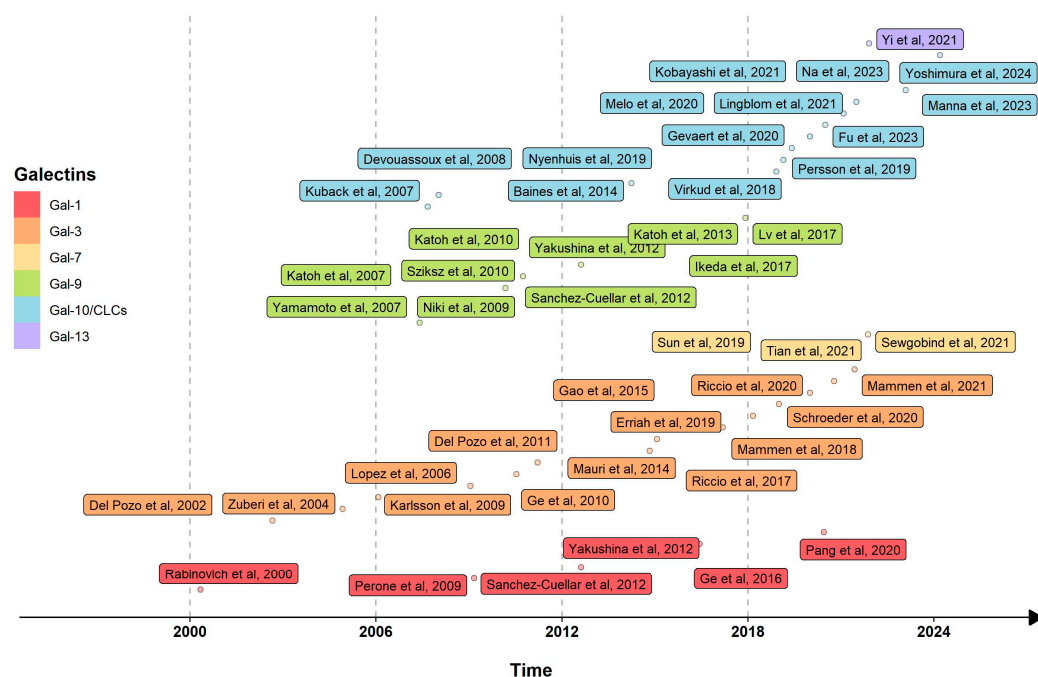 Yi et al, 2021
Kobayashi et al, 2021
Na et al, 2023
Yoshimura et al, 2024
Melo et al, 2020
Lingblom et al, 2021
Manna et al, 2023
Gevaert et al, 2020
Fu et al, 2023
Devouassoux et al, 2008
Nyenhuis et al, 2019
Persson et al, 2019
Kuback et al, 2007
Baines et al, 2014
Virkud et al, 2018
Galectins
Gal-1
Gal-3
Gal-7
Gal-9
Gal-10/CLCs
Gal-13
Katoh et al, 2010
Yakushina et al, 2012
Katoh et al, 2013
Lv et al, 2017
Katoh et al, 2007
Sziksz et al, 2010
Ikeda et al, 2017
Yamamoto et al, 2007
Niki et al, 2009
Sanchez-Cuellar et al, 2012
Sun et al, 2019
Tian et al, 2021
Sewgobind et al, 2021
Gao et al, 2015
Riccio et al, 2020
Mammen et al, 2021
Erriah et al, 2019
Schroeder et al, 2020
Del Pozo et al, 2011
Mammen et al, 2018
Lopez et al, 2006
Mauri et al, 2014
Riccio et al, 2017
Del Pozo et al, 2002
Zuberi et al, 2004
Karlsson et al, 2009
Ge et al, 2010
Yakushina et al, 2012
Pang et al, 2020
Rabinovich et al, 2000
Perone et al, 2009
Sanchez-Cuellar et al, 2012
Ge et al, 2016
2000
2006
2012
2018
2024
Time